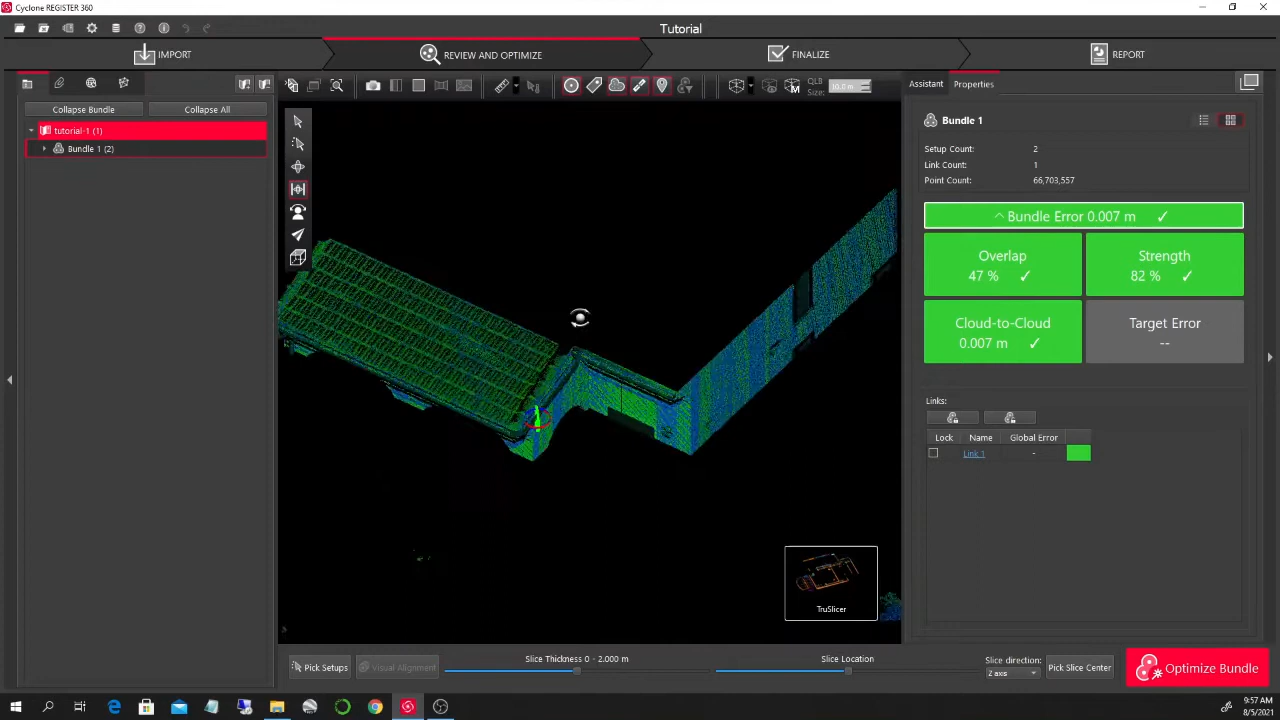 Cyclone REGISTER 360
Tutorial
IMPORT
REVIEW AND OPTIMIZE
FINALIZE
REPORT
QLB
Size:
10.0 m
Assistant
Properties
Collapse Bundle
Collapse All
tutorial-1 (1)
Bundle 1 (2)
Bundle 1
Setup Count: 2
Link Count: 1
Point Count: 66,703,557
Bundle Error 0.007 m
Overlap
47 %
Strength
82 %
Cloud-to-Cloud
0.007 m
Target Error
--
Links:
Lock Name Global Error
Link 1 -
TruSlicer
Pick Setups
Visual Alignment
Slice Thickness 0 - 2.000 m
Slice Location
Slice direction:
Z axis
Pick Slice Center
Optimize Bundle
9:57 AM
8/5/2021